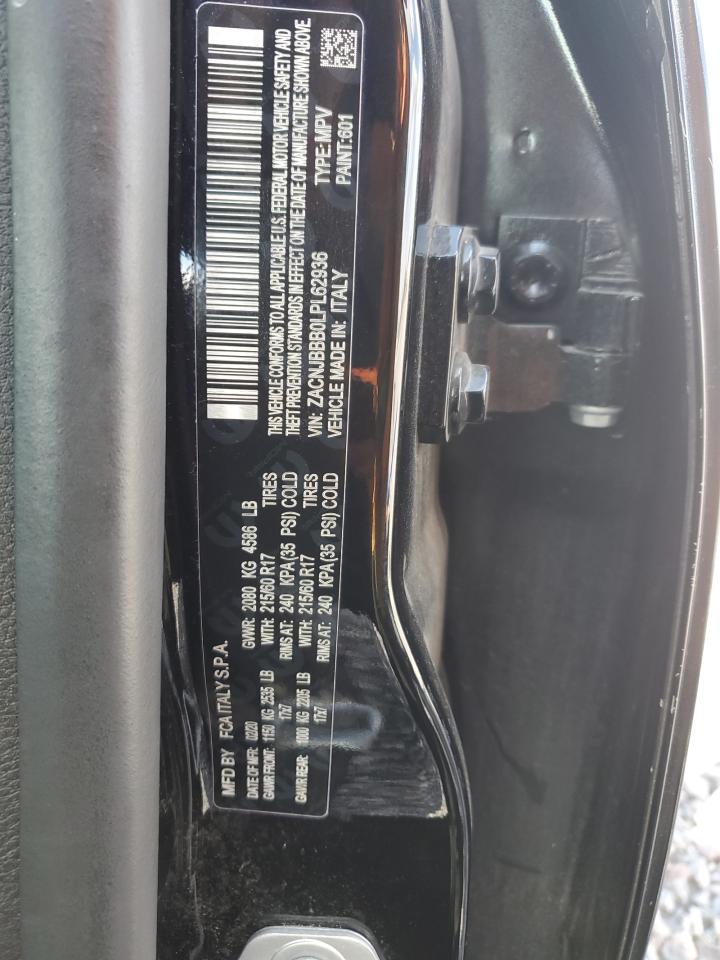 MFD BY FCA ITALY S.P.A.
DATE OF MFR: 02/20 GVWR: 2080 KG 4586 LB
GAWR FRONT: 1150 KG 2535 LB WITH: 215/60 R17 TIRES
17x7 RIMS AT: 240 KPA(35 PSI) COLD
GAWR REAR: 1000 KG 2205 LB WITH: 215/60 R17 TIRES
17x7 RIMS AT: 240 KPA(35 PSI) COLD
THIS VEHICLE CONFORMS TO ALL APPLICABLE U.S. FEDERAL MOTOR VEHICLE SAFETY AND
THEFT PREVENTION STANDARDS IN EFFECT ON THE DATE OF MANUFACTURE SHOWN ABOVE.
VIN: ZACNJBBB0LPL62936 TYPE:MPV
VEHICLE MADE IN: ITALY PAINT:601